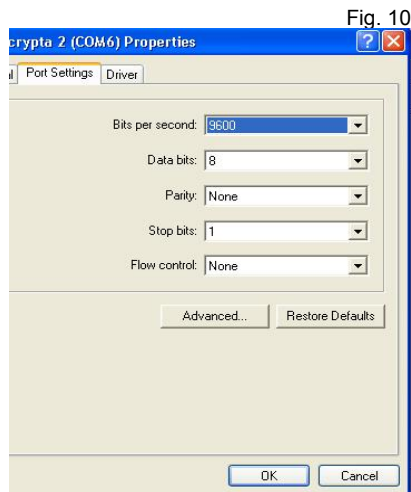 Fig. 10
crypta 2 (COM6) Properties
Port Settings Driver
Bits per second: 9600
Data bits: 8
Parity: None
Stop bits: 1
Flow control: None
Advanced... Restore Defaults
OK Cancel